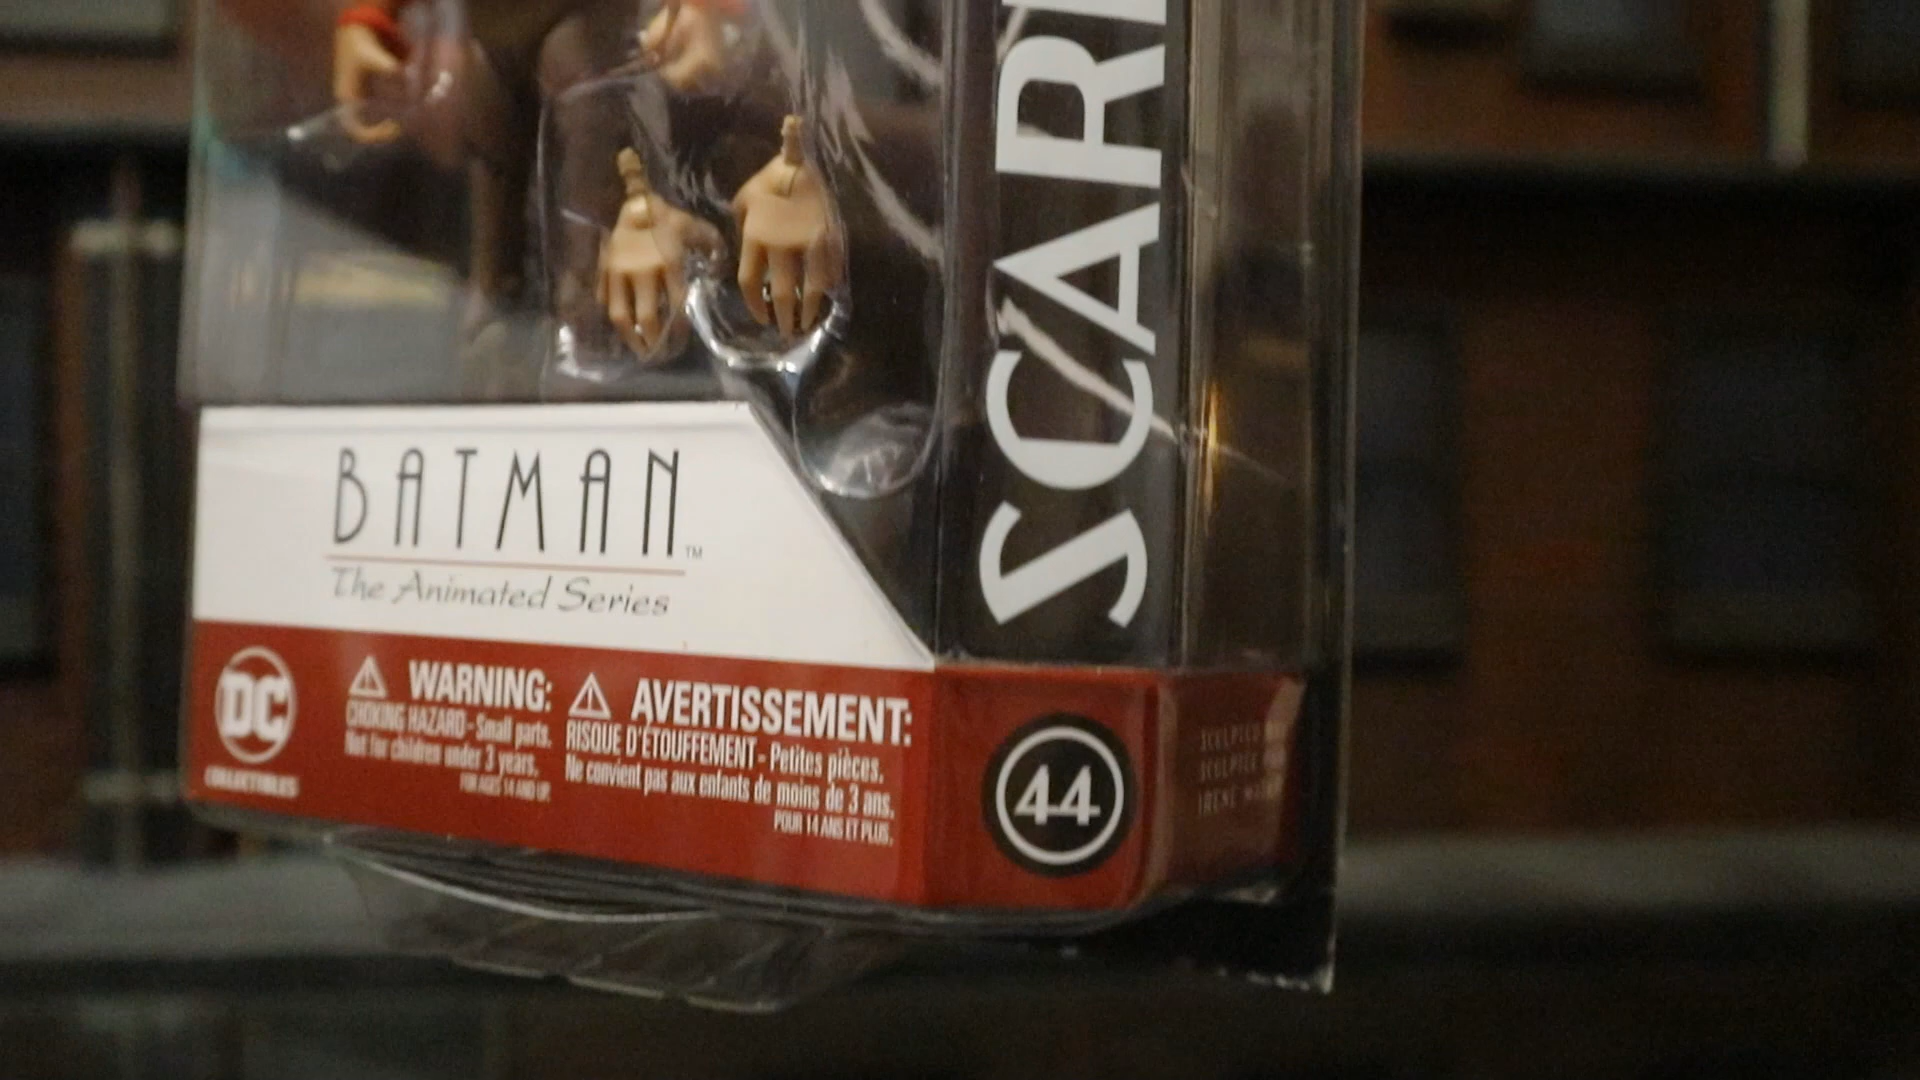 SCAR
BATMAN™
The Animated Series
DC
COLLECTIBLES
WARNING:
CHOKING HAZARD - Small parts.
Not for children under 3 years.
FOR AGES 14 AND UP.
AVERTISSEMENT:
RISQUE D'ÉTOUFFEMENT - Petites pièces.
Ne convient pas aux enfants de moins de 3 ans.
POUR 14 ANS ET PLUS.
44
IRENE